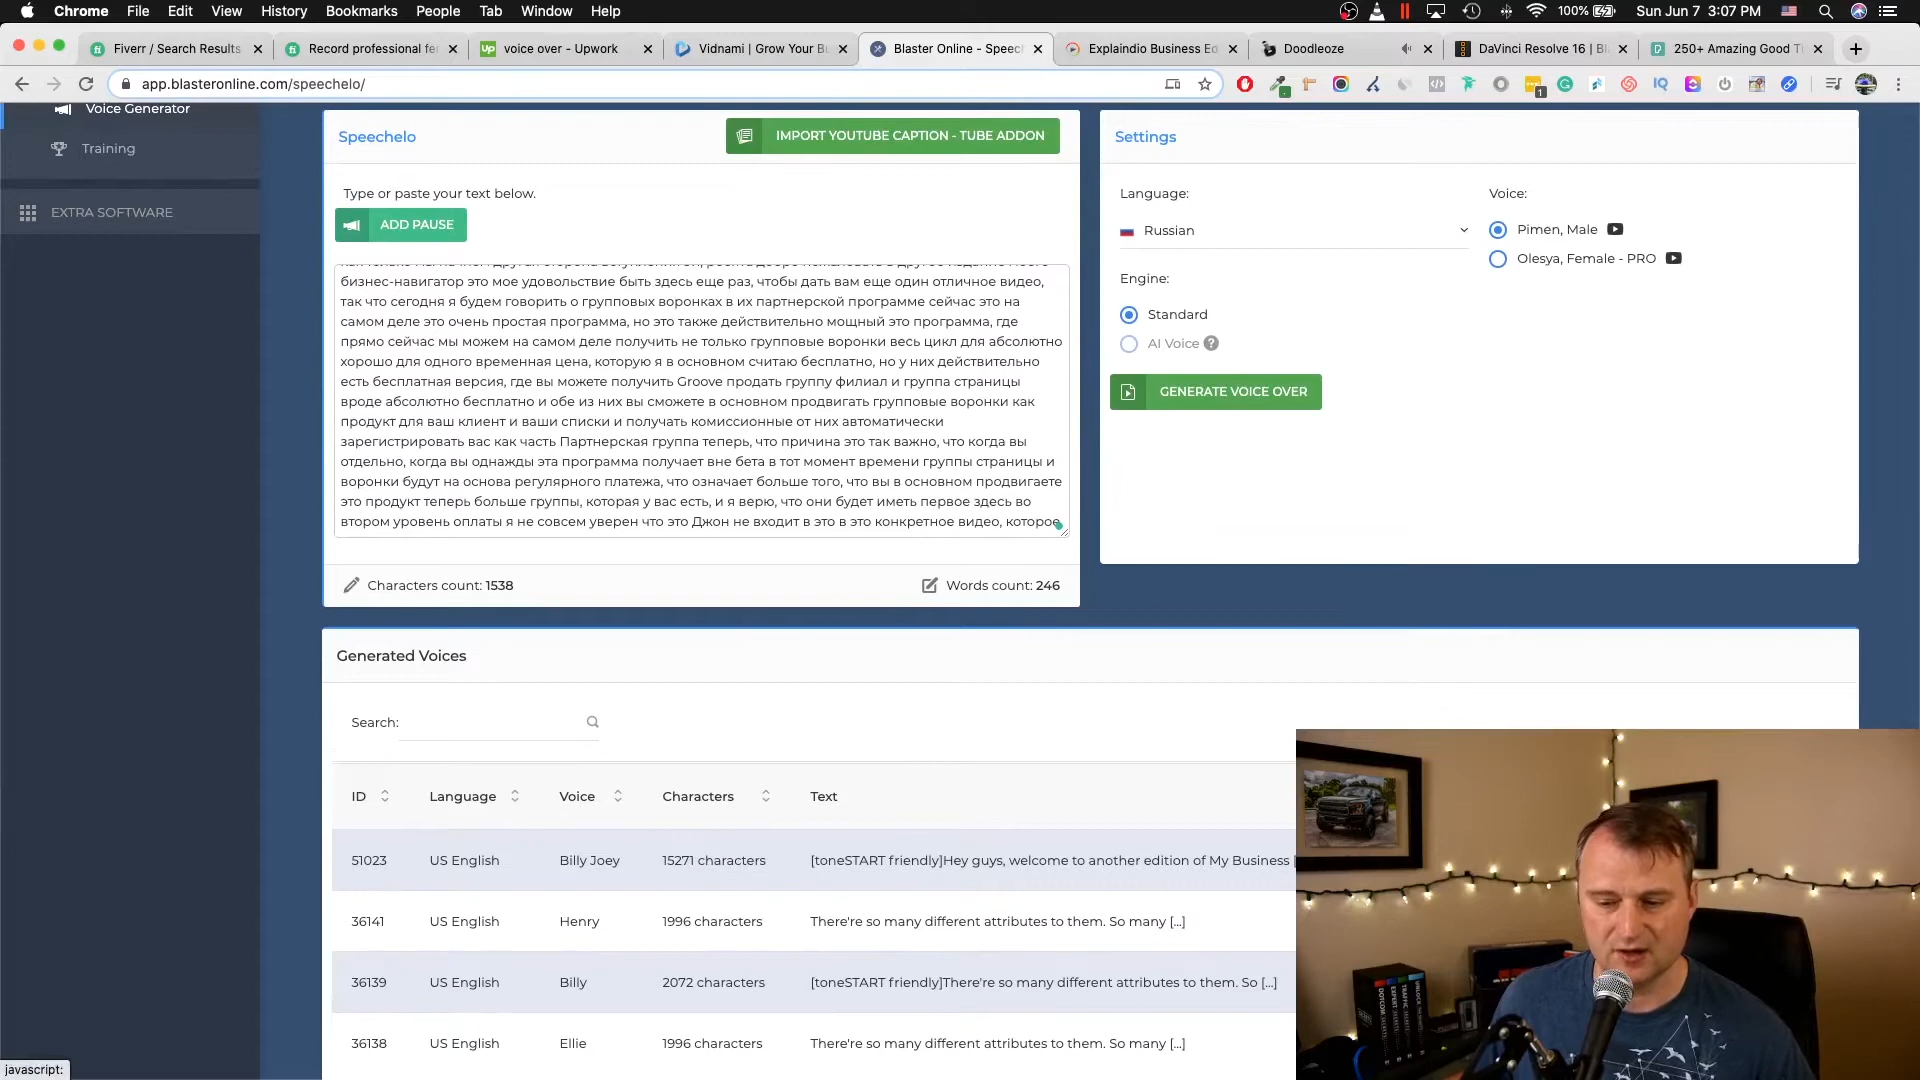 Chrome File Edit View History Bookmarks People Tab Window Help
100% Sun Jun 7 3:07 PM
Fiverr / Search Results
Record professional fe
voice over - Upwork
Vidnami | Grow Your Bu
Blaster Online - Speech
Explaindio Business Ed
Doodleoze
DaVinci Resolve 16 | Bl
250+ Amazing Good T
app.blasteronline.com/speechelo/
Voice Generator
Training
EXTRA SOFTWARE
Speechelo
IMPORT YOUTUBE CAPTION - TUBE ADDON
Type or paste your text below.
ADD PAUSE
бизнес-навигатор это мое удовольствие быть здесь еще раз, чтобы дать вам еще один отличное видео,
так что сегодня я будем говорить о групповых воронках в их партнерской программе сейчас это на
самом деле это очень простая программа, но это также действительно мощный это программа, где
прямо сейчас мы можем на самом деле получить не только групповые воронки весь цикл для абсолютно
хорошо для одного временная цена, которую я в основном считаю бесплатно, но у них действительно
есть бесплатная версия, где вы можете получить Groove продать группу филиал и группа страницы
вроде абсолютно бесплатно и обе из них вы сможете в основном продвигать групповые воронки как
продукт для ваш клиент и ваши списки и получать комиссионные от них автоматически
зарегистрировать вас как часть Партнерская группа теперь, что причина это так важно, что когда вы
отдельно, когда вы однажды эта программа получает вне бета в тот момент времени группы страницы и
воронки будут на основа регулярного платежа, что означает больше того, что вы в основном продвигаете
это продукт теперь больше группы, которая у вас есть, и я верю, что они будет иметь первое здесь во
втором уровень оплаты я не совсем уверен что это Джон не входит в это в это конкретное видео, которое
Characters count: 1538
Words count: 246
Settings
Language:
Russian
Voice:
Pimen, Male
Olesya, Female - PRO
Engine:
Standard
AI Voice
GENERATE VOICE OVER
Generated Voices
Search:
ID Language Voice Characters Text
51023 US English Billy Joey 15271 characters [toneSTART friendly]Hey guys, welcome to another edition of My Business [
36141 US English Henry 1996 characters There're so many different attributes to them. So many [...]
36139 US English Billy 2072 characters [toneSTART friendly]There're so many different attributes to them. So [...]
36138 US English Ellie 1996 characters There're so many different attributes to them. So many [...]
javascript:
DOTCOM SECRETS
EXPERT SECRETS
TRAFFIC SECRETS